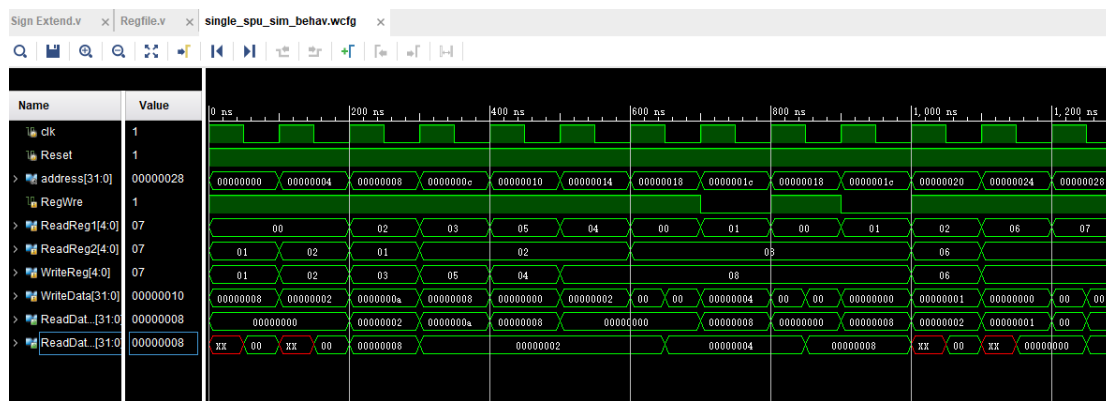 Sign Extend.v × Regfile.v × single_spu_sim_behav.wcfg ×
Name Value 0 ns 200 ns 400 ns 600 ns 800 ns 1,000 ns 1,200 ns
clk 1
Reset 1
address[31:0] 00000028 00000000 00000004 00000008 0000000c 00000010 00000014 00000018 0000001c 00000018 0000001c 00000020 00000024 00000028
RegWre 1
ReadReg1[4:0] 07 00 02 03 05 04 00 01 00 01 02 06 07
ReadReg2[4:0] 07 01 02 01 02 08 06
WriteReg[4:0] 07 01 02 03 05 04 08 06
WriteData[31:0] 00000010 00000008 00000002 0000000a 00000008 00000000 00000002 00 00 00000004 00 00 00000000 00000001 00000000 00 00
ReadDat...[31:0] 00000008 00000000 00000002 0000000a 00000008 00000000 00000008 00000000 00000008 00000002 00000001 00
ReadDat...[31:0] 00000008 XX 00 XX 00 00000008 00000002 00000004 00000008 XX 00 XX 00000000